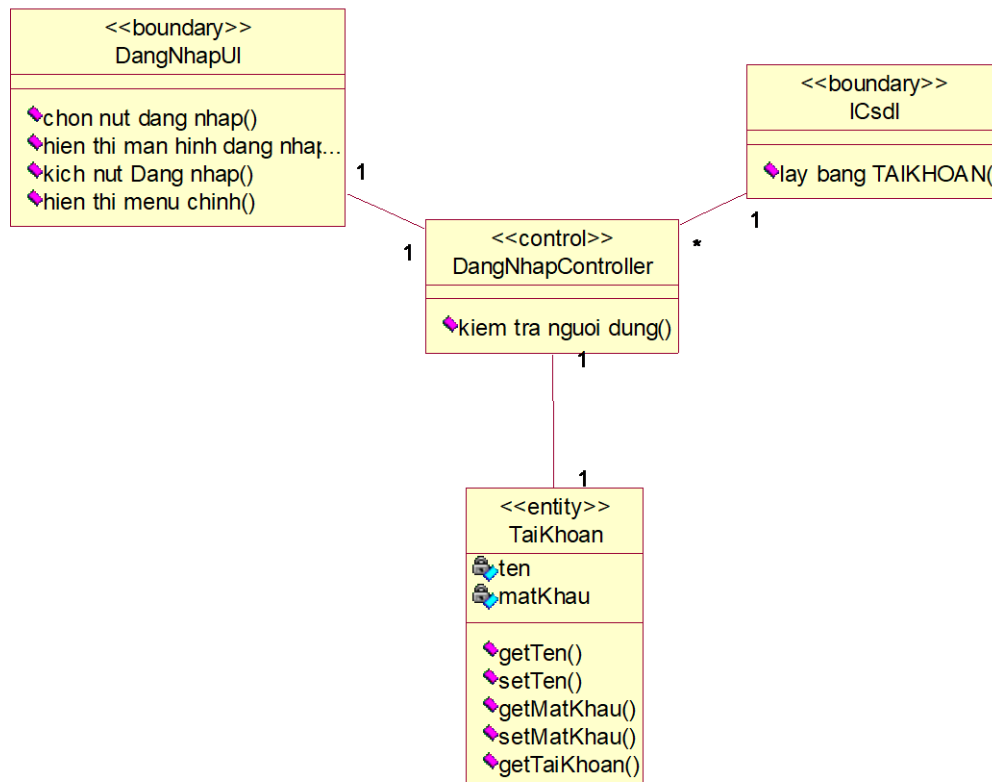 <<boundary>>
DangNhapUI
chon nut dang nhap()
hien thi man hinh dang nhap...
kich nut Dang nhap()
hien thi menu chinh()
1
<<boundary>>
ICsdl
lay bang TAIKHOAN(
1
1
*
<<control>>
DangNhapController
kiem tra nguoi dung()
1
1
<<entity>>
TaiKhoan
ten
matKhau
getTen()
setTen()
getMatKhau()
setMatKhau()
getTaiKhoan()